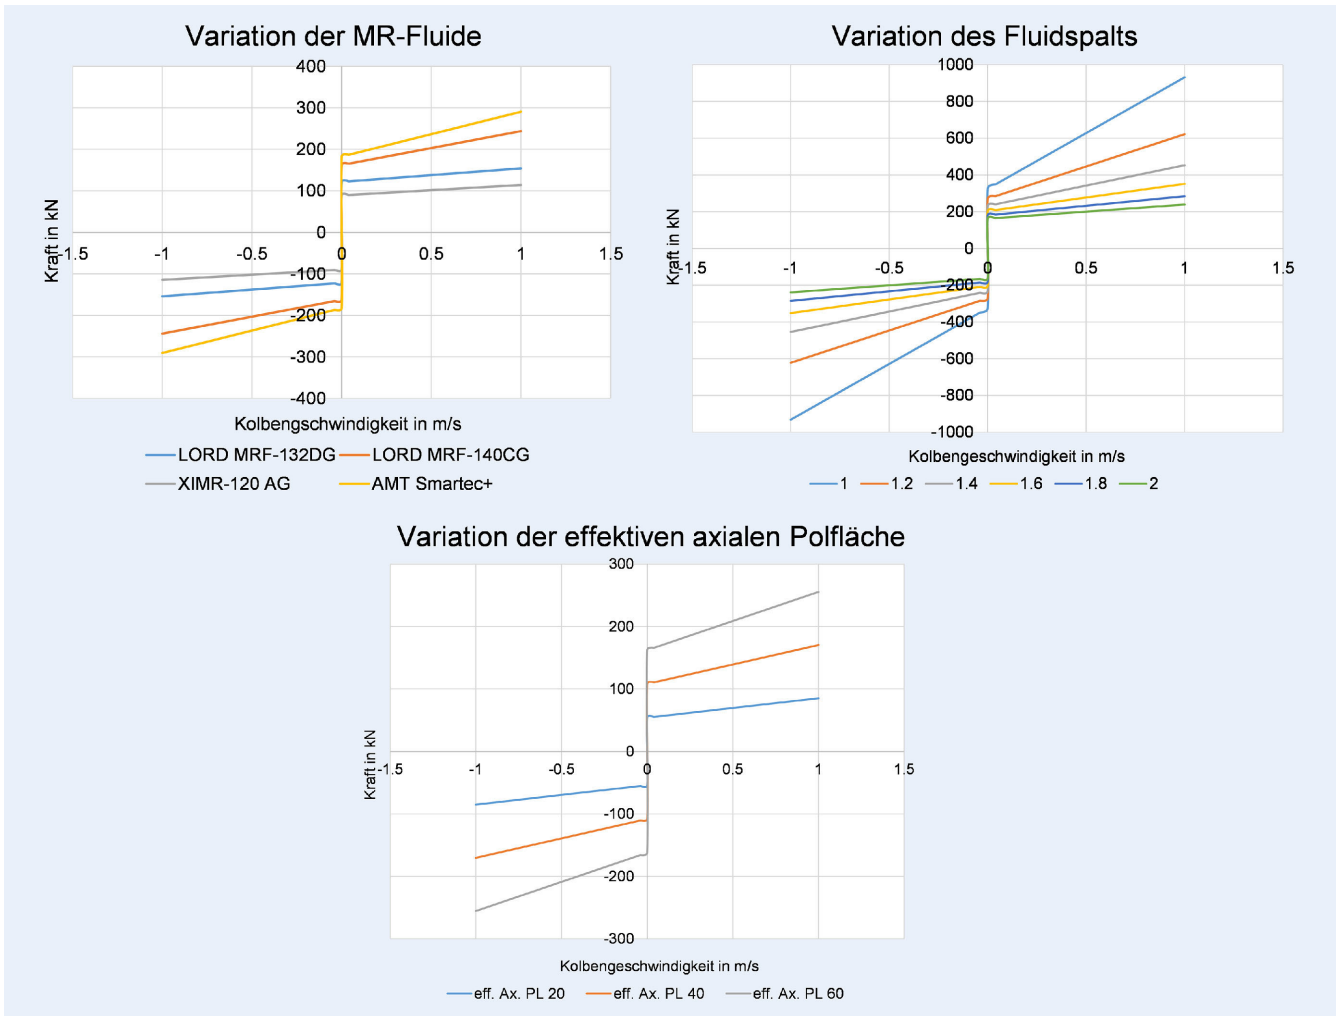 Variation der MR-Fluide
400
300
200
100
0
-1.5 -1 -0.5 0 0.5 1 1.5
-100
-200
-300
-400
Kraft in kN
Kolbengschwindigkeit in m/s
LORD MRF-132DG LORD MRF-140CG
XIMR-120 AG AMT Smartec+
Variation des Fluidspalts
1000
800
600
400
200
0
-1.5 -1 -0.5 0 0.5 1 1.5
-200
-400
-600
-800
-1000
Kraft in kN
Kolbengeschwindigkeit in m/s
1 1.2 1.4 1.6 1.8 2
Variation der effektiven axialen Polfläche
300
200
100
0
-1.5 -1 -0.5 0 0.5 1 1.5
-100
-200
-300
Kraft in kN
Kolbengeschwindigkeit in m/s
eff. Ax. PL 20 eff. Ax. PL 40 eff. Ax. PL 60